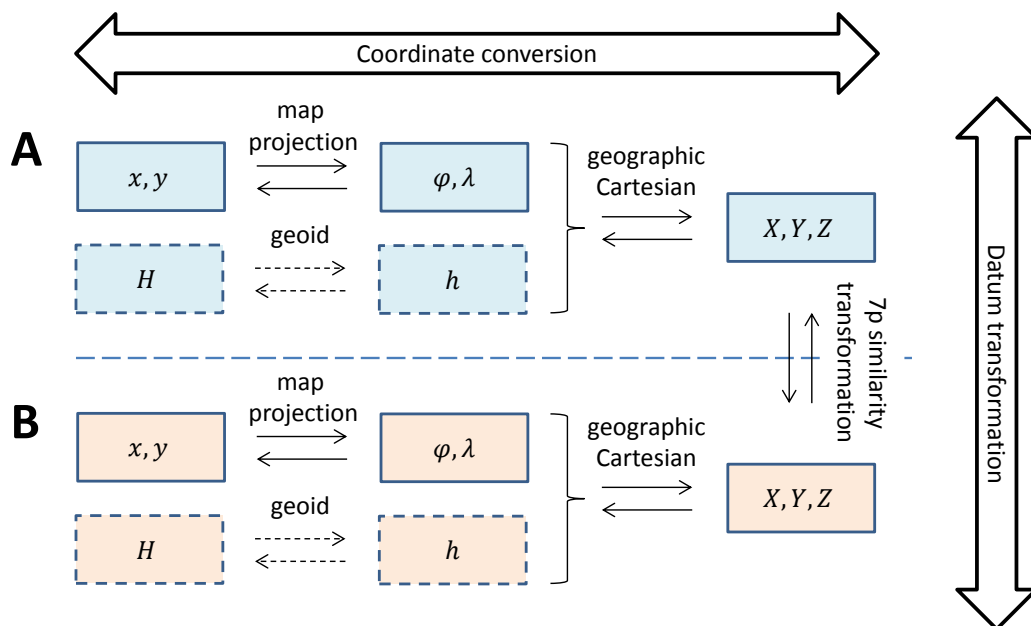 Coordinate conversion
A
map
projection
x, y
φ, λ
geographic
Cartesian
X, Y, Z
geoid
H
h
7p similarity
transformation
Datum transformation
B
map
projection
x, y
φ, λ
geographic
Cartesian
X, Y, Z
geoid
H
h